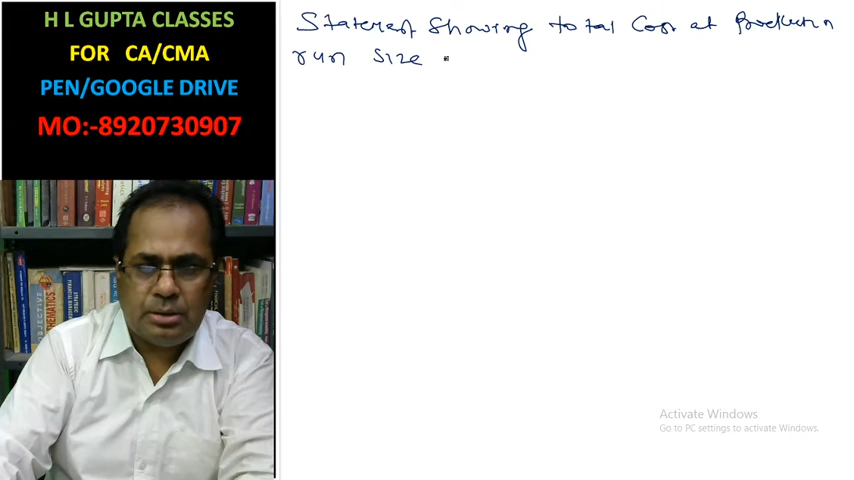 H L GUPTA CLASSES
FOR CA/CMA
PEN/GOOGLE DRIVE
MO:-8920730907
Statement Showing total Cost at Production
run Size
Activate Windows
Go to PC settings to activate Windows.